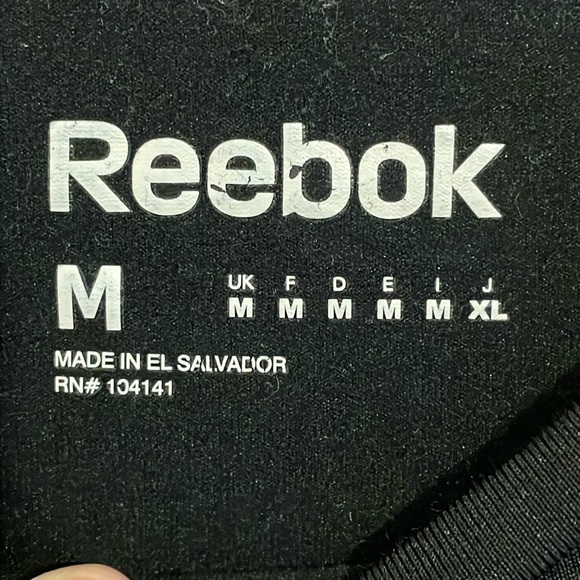 Reebok
M
UK F D E I J
M M M M M XL
MADE IN EL SALVADOR
RN# 104141